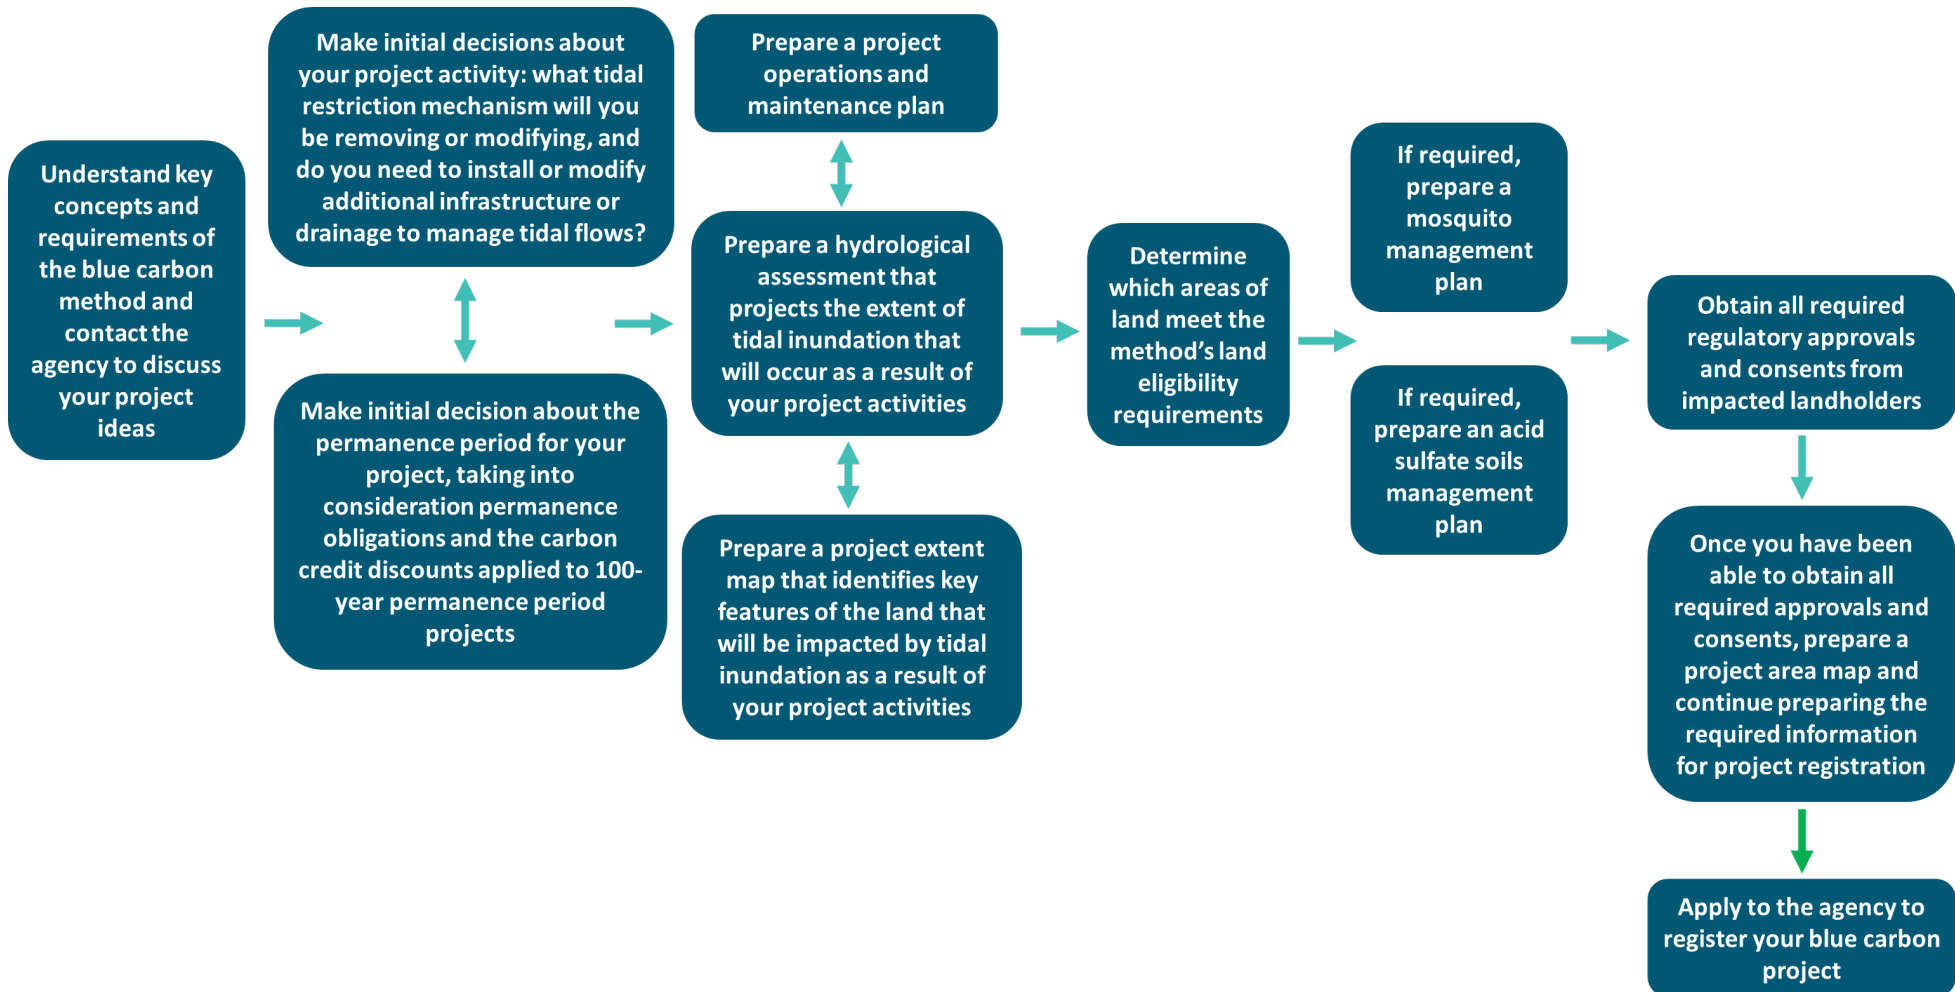 Understand key
concepts and
requirements of
the blue carbon
method and
contact the
agency to discuss
your project
ideas
Make initial decisions about
your project activity: what tidal
restriction mechanism will you
be removing or modifying, and
do you need to install or modify
additional infrastructure or
drainage to manage tidal flows?
Make initial decision about the
permanence period for your
project, taking into
consideration permanence
obligations and the carbon
credit discounts applied to 100-
year permanence period
projects
Prepare a project
operations and
maintenance plan
Prepare a hydrological
assessment that
projects the extent of
tidal inundation that
will occur as a result of
your project activities
Prepare a project extent
map that identifies key
features of the land that
will be impacted by tidal
inundation as a result of
your project activities
Determine
which areas of
land meet the
method’s land
eligibility
requirements
If required,
prepare a
mosquito
management
plan
If required,
prepare an acid
sulfate soils
management
plan
Obtain all required
regulatory approvals
and consents from
impacted landholders
Once you have been
able to obtain all
required approvals and
consents, prepare a
project area map and
continue preparing the
required information
for project registration
Apply to the agency to
register your blue carbon
project